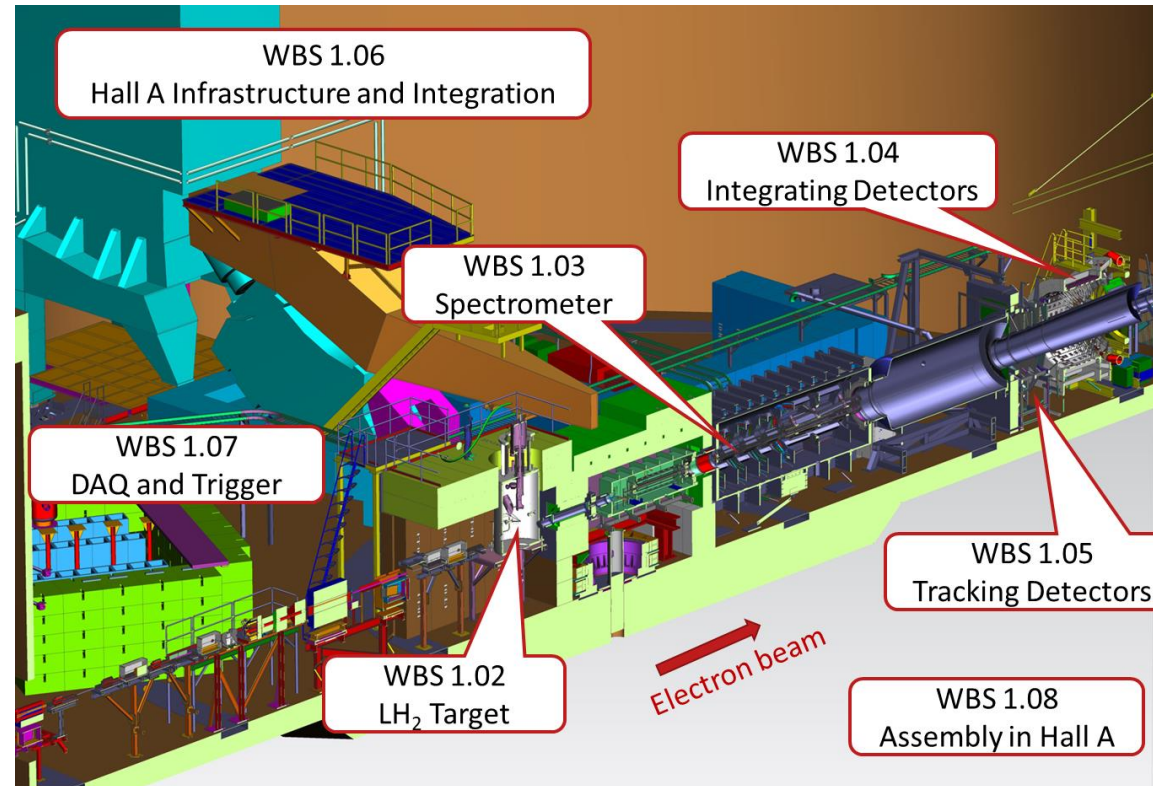 WBS 1.06
Hall A Infrastructure and Integration
WBS 1.04
Integrating Detectors
WBS 1.03
Spectrometer
WBS 1.07
DAQ and Trigger
WBS 1.05
Tracking Detectors
WBS 1.02
LH₂ Target
Electron beam
WBS 1.08
Assembly in Hall A